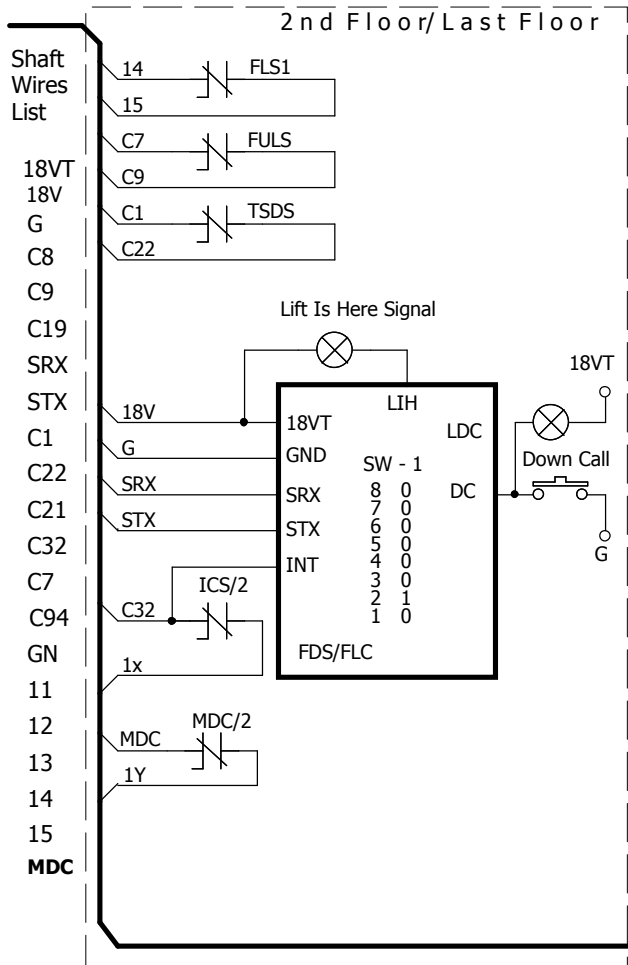 2nd Floor/Last Floor
Shaft
Wires
List
18VT
18V
G
C8
C9
C19
SRX
STX
C1
C22
C21
C32
C7
C94
GN
11
12
13
14
15
MDC
14
FLS1
15
C7
FULS
C9
C1
TSDS
C22
Lift Is Here Signal
18VT
18V
G
SRX
STX
C32
ICS/2
1x
MDC
MDC/2
1Y
18VT
GND
SRX
STX
INT
LIH
LDC
DC
SW - 1
8 0
7 0
6 0
5 0
4 0
3 0
2 1
1 0
FDS/FLC
Down Call
G